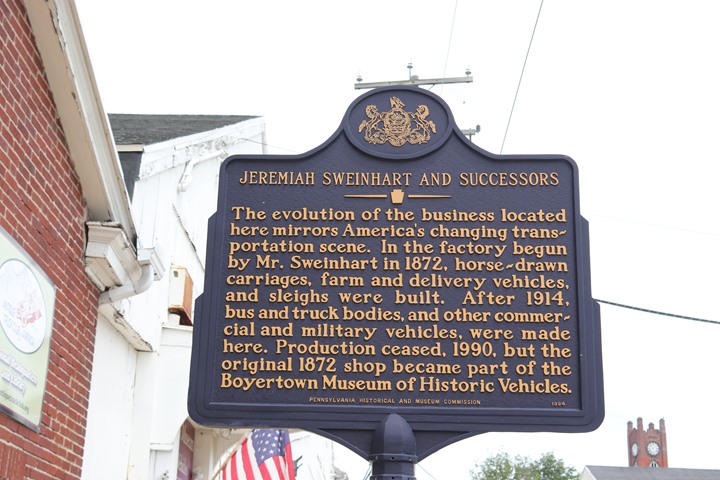 JEREMIAH SWEINHART AND SUCCESSORS
The evolution of the business located
here mirrors America's changing trans-
portation scene. In the factory begun
by Mr. Sweinhart in 1872, horse-drawn
carriages, farm and delivery vehicles,
and sleighs were built. After 1914,
bus and truck bodies, and other commer-
cial and military vehicles, were made
here. Production ceased, 1990, but the
original 1872 shop became part of the
Boyertown Museum of Historic Vehicles.
PENNSYLVANIA HISTORICAL AND MUSEUM COMMISSION